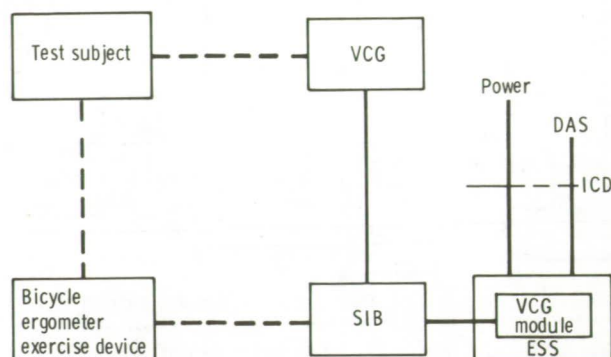 Test subject
VCG
Power
DAS
ICD
Bicycle
ergometer
exercise device
SIB
VCG
module
ESS